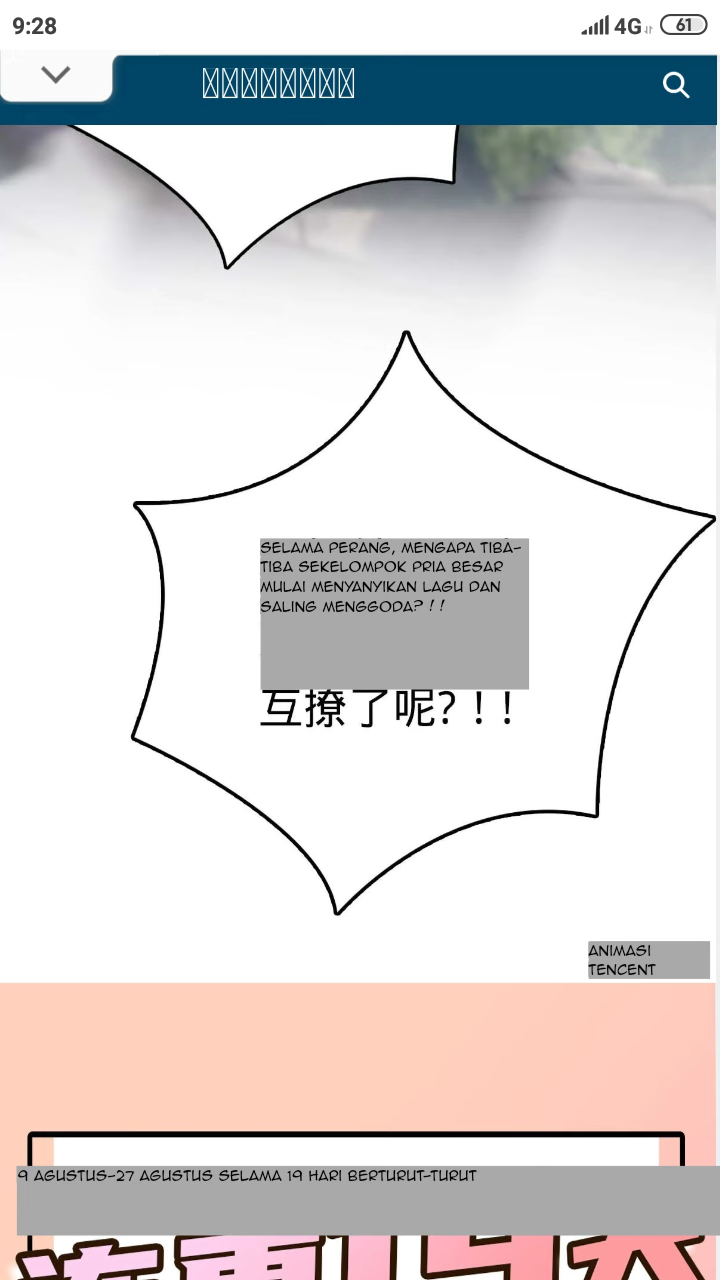 9:28
4G
61
SELAMA PERANG, MENGAPA TIBA-
TIBA SEKELOMPOK PRIA BESAR
MULAI MENYANYIKAN LAGU DAN
SALING MENGGODA?!!
互撩了呢?!!
ANIMASI
TENCENT
9 AGUSTUS-27 AGUSTUS SELAMA 19 HARI BERTURUT-TURUT